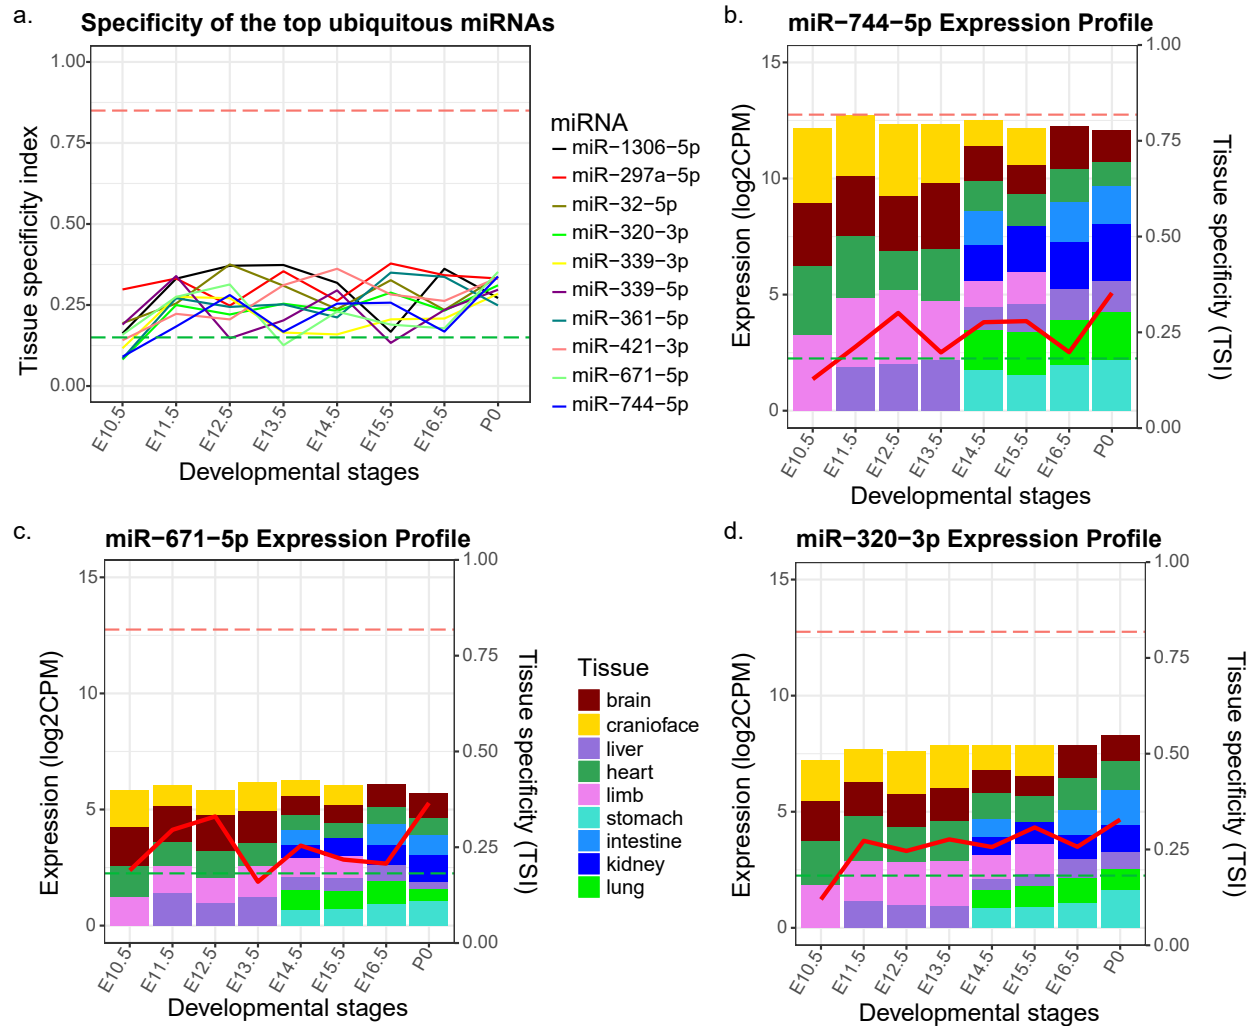 a.
Specificity of the top ubiquitous miRNAs
1.00
0.75
0.50
0.25
0.00
Tissue specificity index
E10.5
E11.5
E12.5
E13.5
E14.5
E15.5
E16.5
P0
Developmental stages
miRNA
miR−1306−5p
miR−297a−5p
miR−32−5p
miR−320−3p
miR−339−3p
miR−339−5p
miR−361−5p
miR−421−3p
miR−671−5p
miR−744−5p
b.
miR−744−5p Expression Profile
15
10
5
0
Expression (log2CPM)
1.00
0.75
0.50
0.25
0.00
Tissue specificity (TSI)
E10.5
E11.5
E12.5
E13.5
E14.5
E15.5
E16.5
P0
Developmental stages
c.
miR−671−5p Expression Profile
15
10
5
0
Expression (log2CPM)
1.00
0.75
0.50
0.25
0.00
Tissue specificity (TSI)
E10.5
E11.5
E12.5
E13.5
E14.5
E15.5
E16.5
P0
Developmental stages
Tissue
brain
cranioface
liver
heart
limb
stomach
intestine
kidney
lung
d.
miR−320−3p Expression Profile
15
10
5
0
Expression (log2CPM)
1.00
0.75
0.50
0.25
0.00
Tissue specificity (TSI)
E10.5
E11.5
E12.5
E13.5
E14.5
E15.5
E16.5
P0
Developmental stages